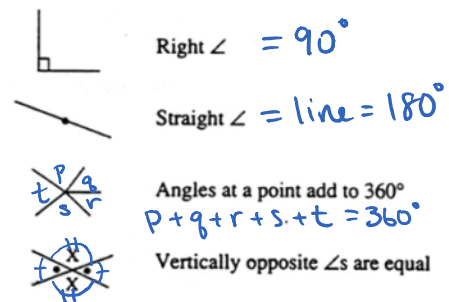 Right ∠ = 90°
Straight ∠ = line = 180°
p q r s t
Angles at a point add to 360°
p + q + r + s + t = 360°
x x
Vertically opposite ∠s are equal